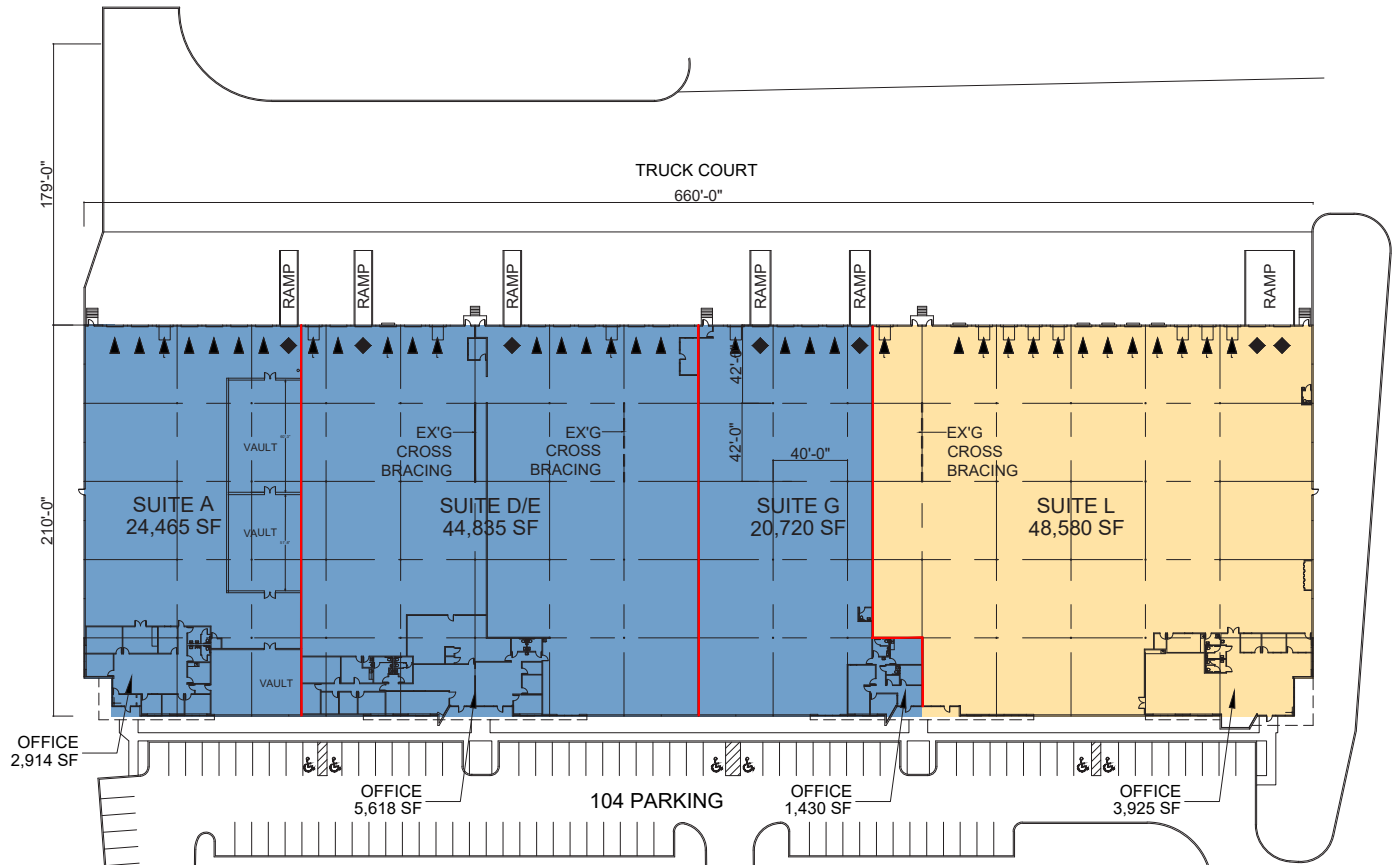 TRUCK COURT
660'-0"
179'-0"
RAMP
RAMP
RAMP
RAMP
RAMP
RAMP
42'-0"
42'-0"
40'-0"
210'-0"
VAULT
VAULT
VAULT
EX'G
CROSS
BRACING
EX'G
CROSS
BRACING
EX'G
CROSS
BRACING
SUITE A
24,465 SF
SUITE D/E
44,835 SF
SUITE G
20,720 SF
SUITE L
48,580 SF
OFFICE
2,914 SF
OFFICE
5,618 SF
104 PARKING
OFFICE
1,430 SF
OFFICE
3,925 SF